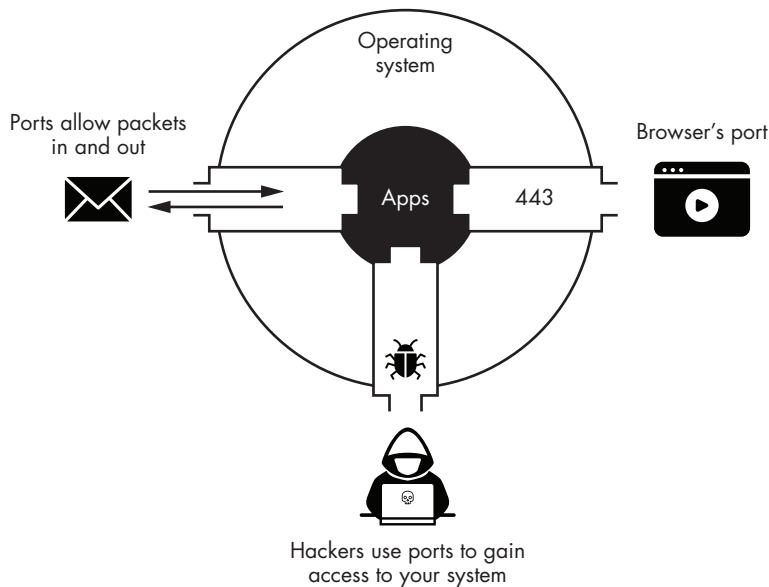 Operating
system
Ports allow packets
in and out
Browser's port
Apps
443
Hackers use ports to gain
access to your system